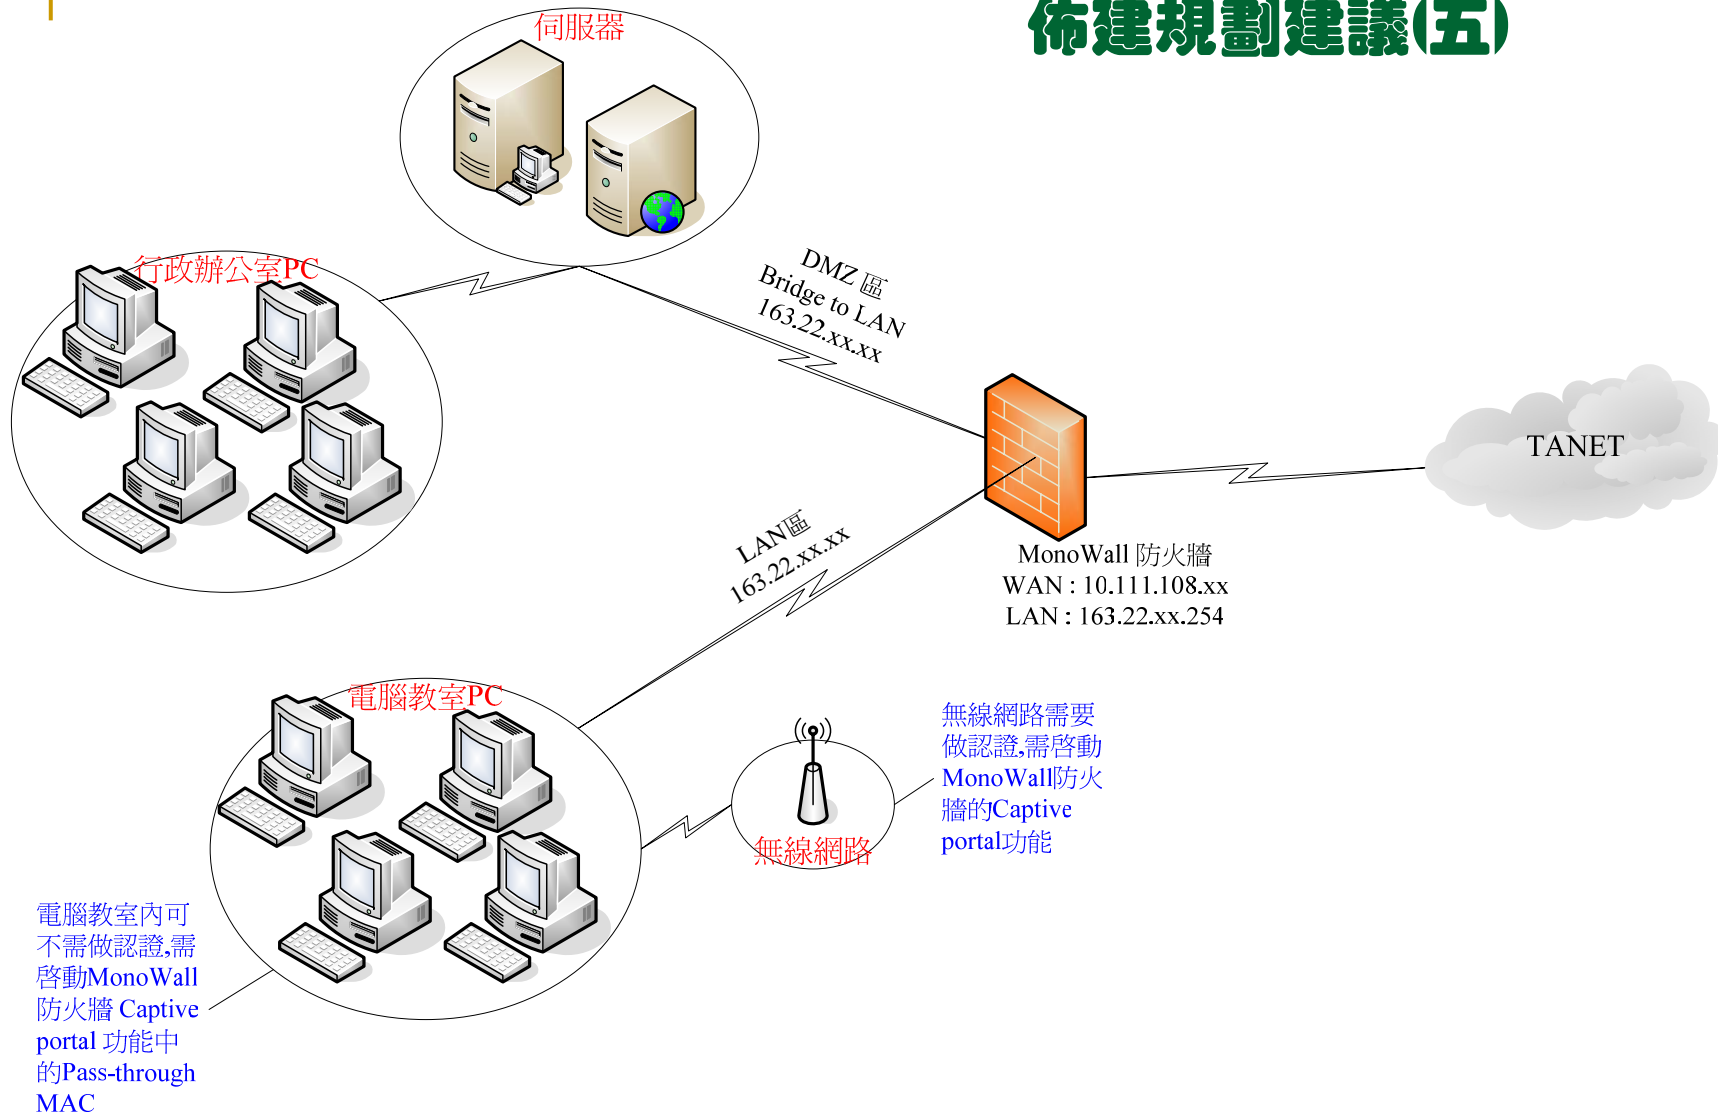 佈建規劃建議(五)
伺服器
行政辦公室PC
DMZ 區
Bridge to LAN
163.22.xx.xx
TANET
LAN區
163.22.xx.xx
MonoWall 防火牆
WAN : 10.111.108.xx
LAN : 163.22.xx.254
電腦教室PC
無線網路需要
做認證,需啓動
MonoWall防火
牆的Captive
portal功能
無線網路
電腦教室內可
不需做認證,需
啓動MonoWall
防火牆 Captive
portal 功能中
的Pass-through
MAC